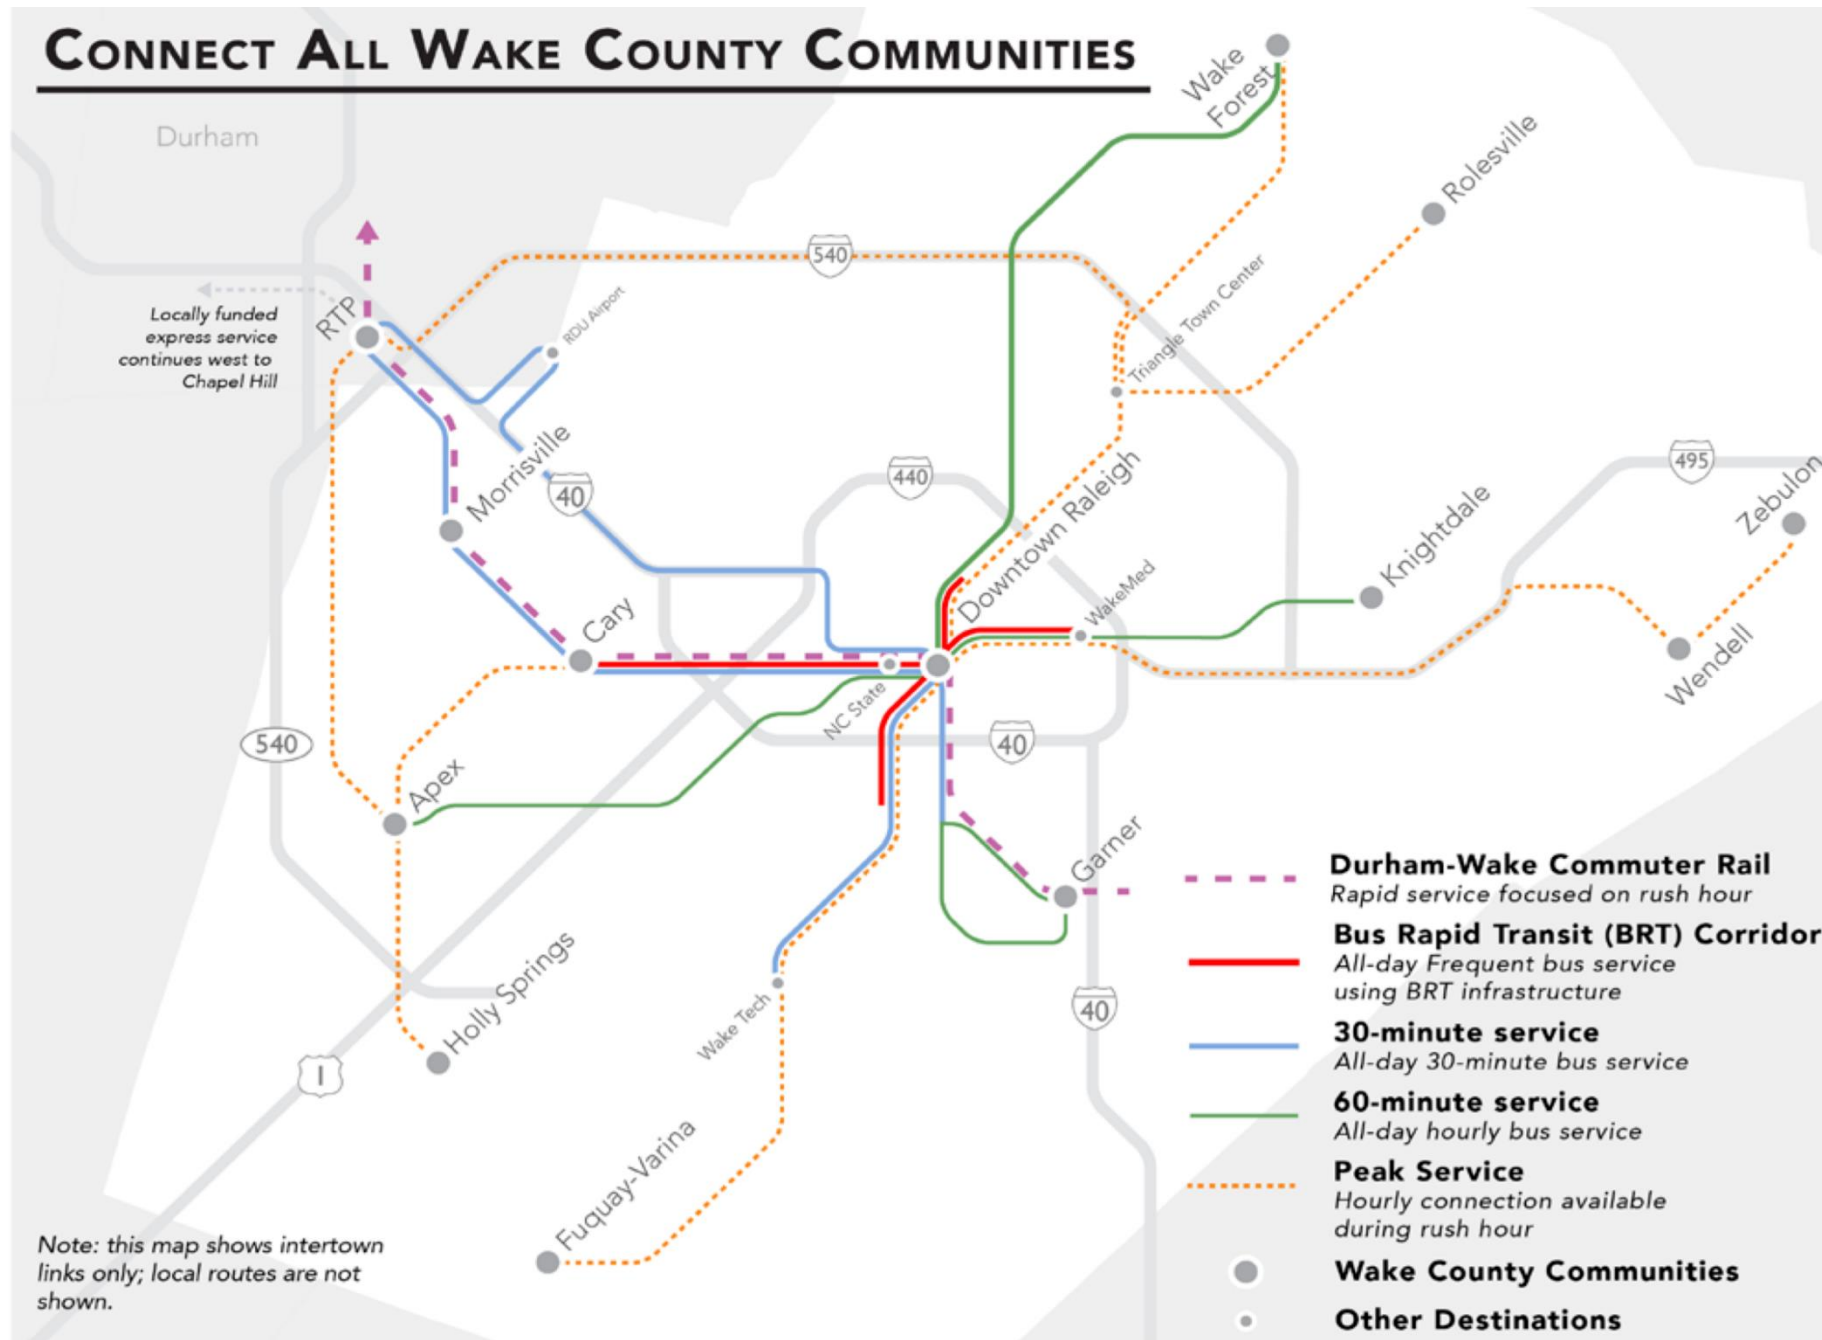 CONNECT ALL WAKE COUNTY COMMUNITIES
Durham
Wake
Forest
Rolesville
540
RDU Airport
Triangle Town Center
RTP
Locally funded
express service
continues west to
Chapel Hill
Morrisville
40
440
495
Zebulon
Knightdale
Downtown Raleigh
WakeMed
Cary
NC State
Wendell
540
40
Apex
Garner
Holly Springs
Wake Tech
40
1
Fuquay-Varina
Durham-Wake Commuter Rail
Rapid service focused on rush hour
Bus Rapid Transit (BRT) Corridor
All-day Frequent bus service
using BRT infrastructure
30-minute service
All-day 30-minute bus service
60-minute service
All-day hourly bus service
Peak Service
Hourly connection available
during rush hour
Wake County Communities
Other Destinations
Note: this map shows intertown
links only; local routes are not
shown.